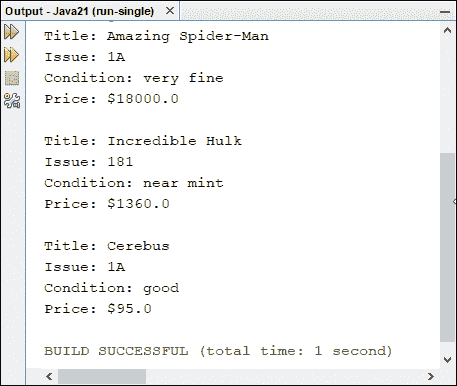 Output - Java21 (run-single)
Title: Amazing Spider-Man
Issue: 1A
Condition: very fine
Price: $18000.0
Title: Incredible Hulk
Issue: 181
Condition: near mint
Price: $1360.0
Title: Cerebus
Issue: 1A
Condition: good
Price: $95.0
BUILD SUCCESSFUL (total time: 1 second)